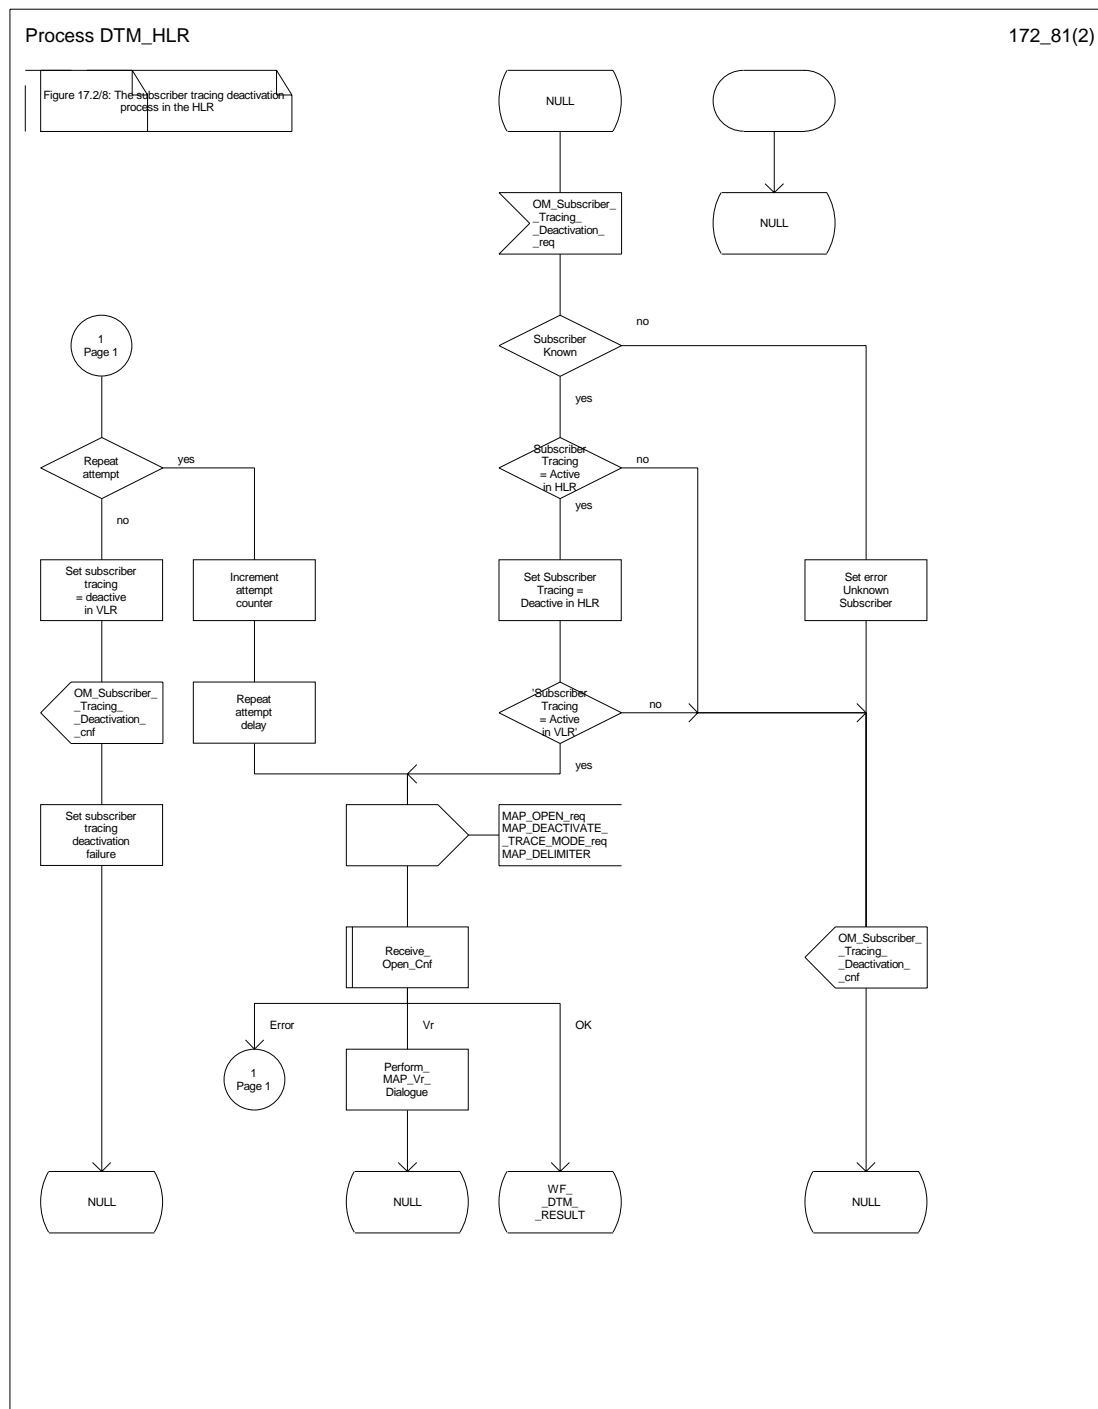 Process DTM_HLR
172_81(2)
Figure 17.2/8: The subscriber tracing deactivation
process in the HLR
NULL
OM_Subscriber_
_Tracing_
_Deactivation_
_req
NULL
Subscriber
Known
no
yes
1
Page 1
Repeat
attempt
yes
no
Subscriber
Tracing
= Active
in HLR
no
yes
Set subscriber
tracing
= deactive
in VLR
Increment
attempt
counter
Set Subscriber
Tracing =
Deactive in HLR
Set error
Unknown
Subscriber
OM_Subscriber_
_Tracing_
_Deactivation_
_cnf
Repeat
attempt
delay
'Subscriber
Tracing
= Active
in VLR'
no
yes
Set subscriber
tracing
deactivation
failure
MAP_OPEN_req
MAP_DEACTIVATE_
_TRACE_MODE_req
MAP_DELIMITER
Receive_
Open_Cnf
OM_Subscriber_
_Tracing_
_Deactivation_
_cnf
Error
Vr
OK
1
Page 1
Perform_
MAP_Vr_
Dialogue
NULL
NULL
WF_
_DTM_
_RESULT
NULL